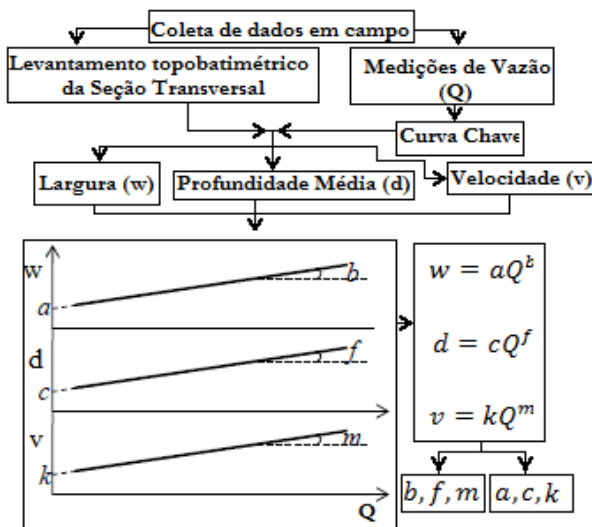 Coleta de dados em campo
Levantamento topobatimétrico
da Seção Transversal
Medições de Vazão
(Q)
Curva Chave
Largura (w)
Profundidade Média (d)
Velocidade (v)
w
a
b
d
c
f
v
k
m
Q
w = aQ^b
d = cQ^f
v = kQ^m
b, f, m
a, c, k